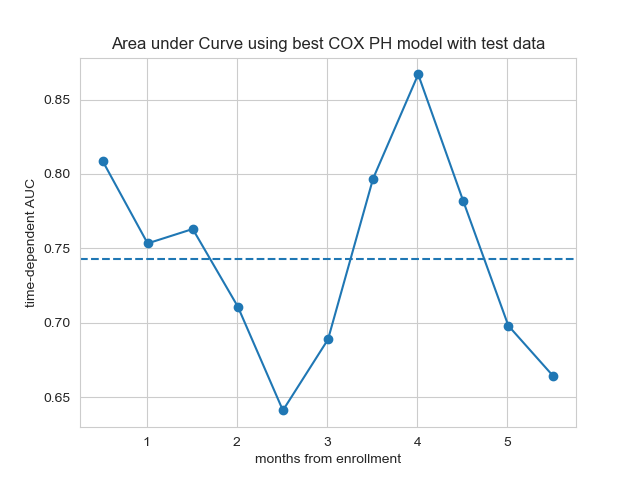 Area under Curve using best COX PH model with test data
0.85
0.80
0.75
0.70
0.65
time-dependent AUC
1 2 3 4 5
months from enrollment